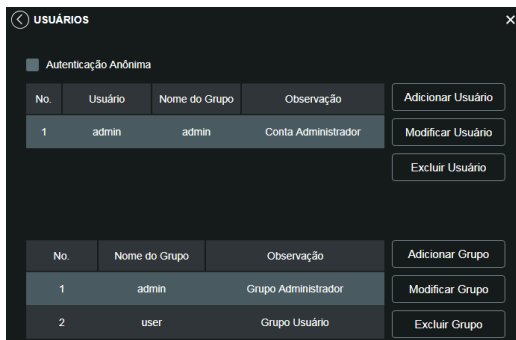 USUÁRIOS
Autenticação Anônima
No. Usuário Nome do Grupo Observação Adicionar Usuário
1 admin admin Conta Administrador Modificar Usuário
Excluir Usuário
No. Nome do Grupo Observação Adicionar Grupo
1 admin Grupo Administrador Modificar Grupo
2 user Grupo Usuário Excluir Grupo